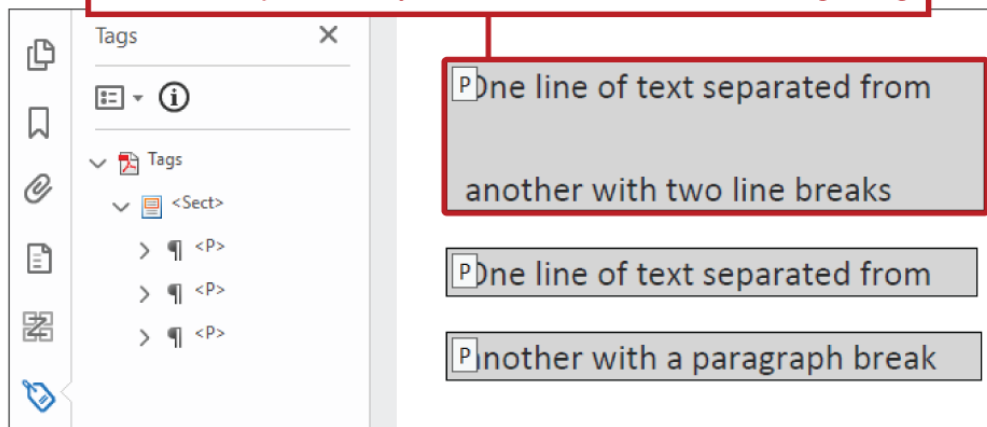 Tags
Tags
<Sect>
<P>
<P>
<P>
P One line of text separated from
another with two line breaks
P One line of text separated from
P another with a paragraph break